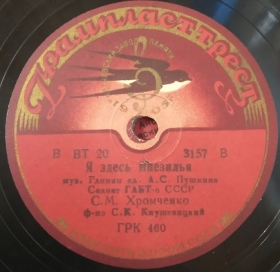 Грампласттрест
В ВТ 20 3157 В
Я здесь Инезилья
муз. Глинки сл. А.С. Пушкина
Солист ГАБТ-а СССР
С.М. Хромченко
ф-но С.К. Кнушевицкий
ГРК 460